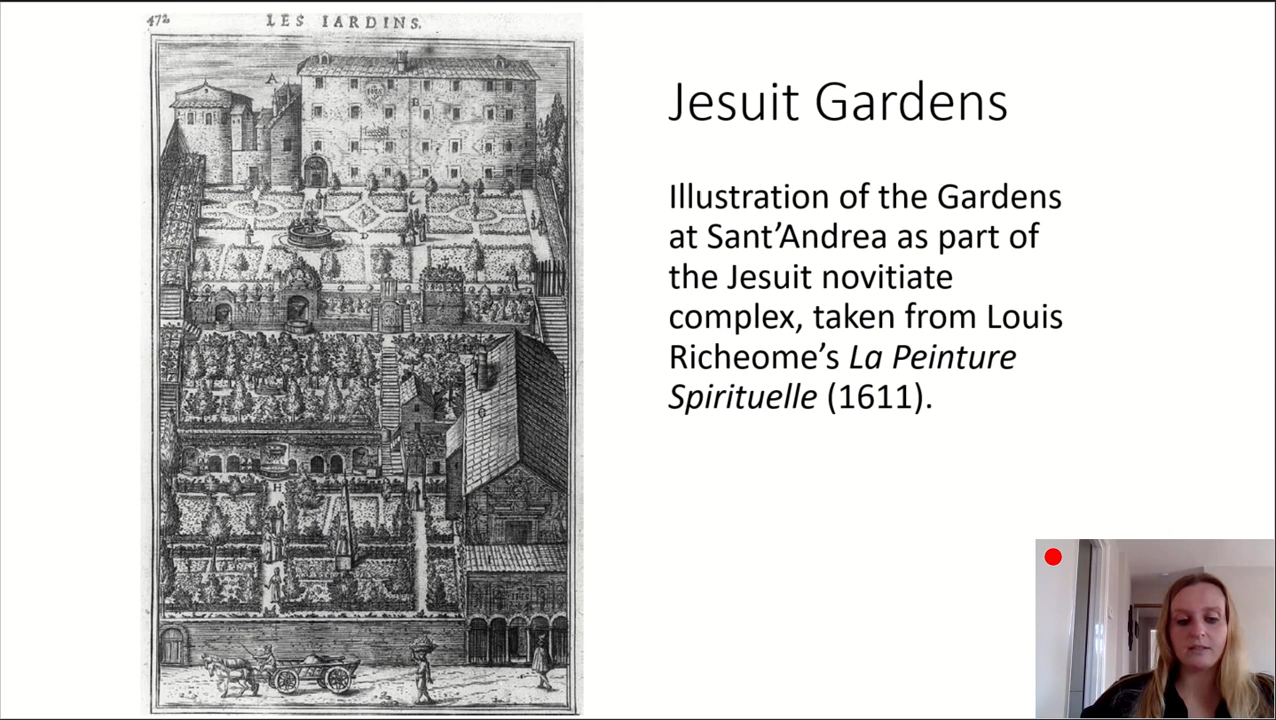 472
LES IARDINS.
A
B
D
H
Jesuit Gardens
Illustration of the Gardens
at Sant’Andrea as part of
the Jesuit novitiate
complex, taken from Louis
Richeome’s La Peinture
Spirituelle (1611).